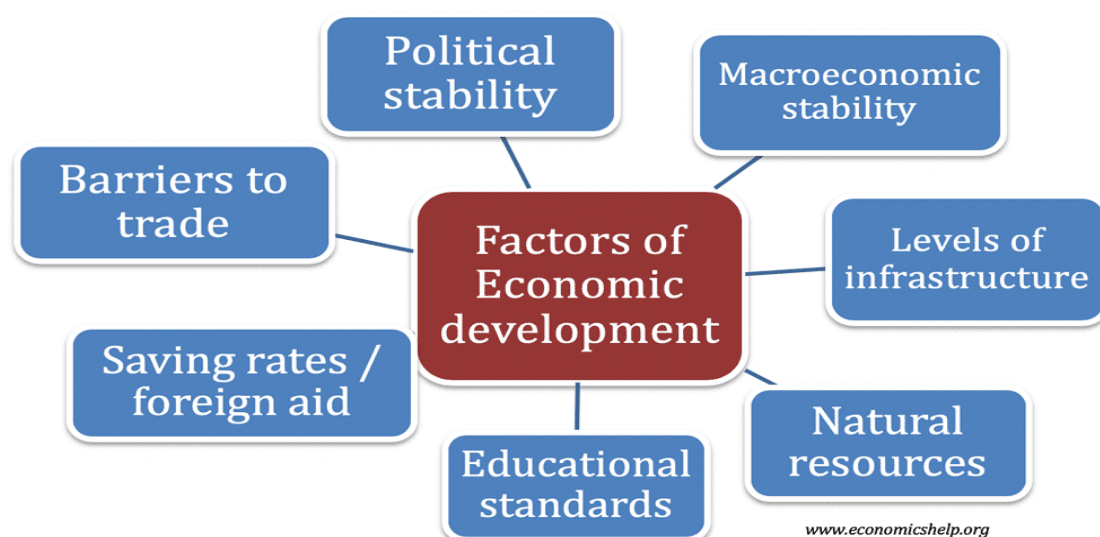 Political
stability
Macroeconomic
stability
Barriers to
trade
Factors of
Economic
development
Levels of
infrastructure
Saving rates /
foreign aid
Natural
resources
Educational
standards
www.economicshelp.org